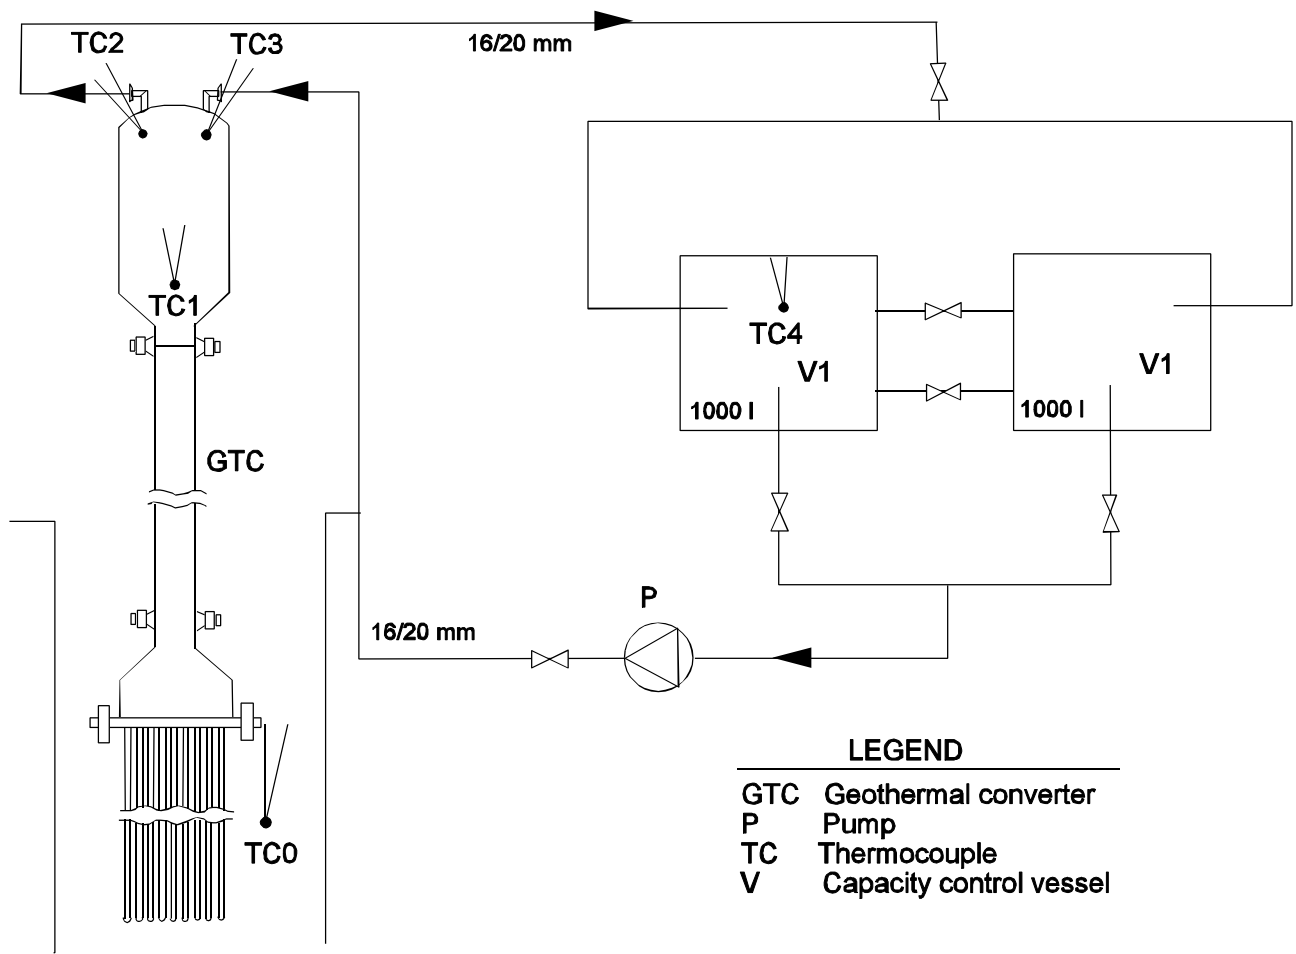 TC2
TC3
16/20 mm
TC1
TC4
V1
V1
1000 l
1000 l
GTC
P
16/20 mm
LEGEND
GTC Geothermal converter
P Pump
TC Thermocouple
V Capacity control vessel
TC0